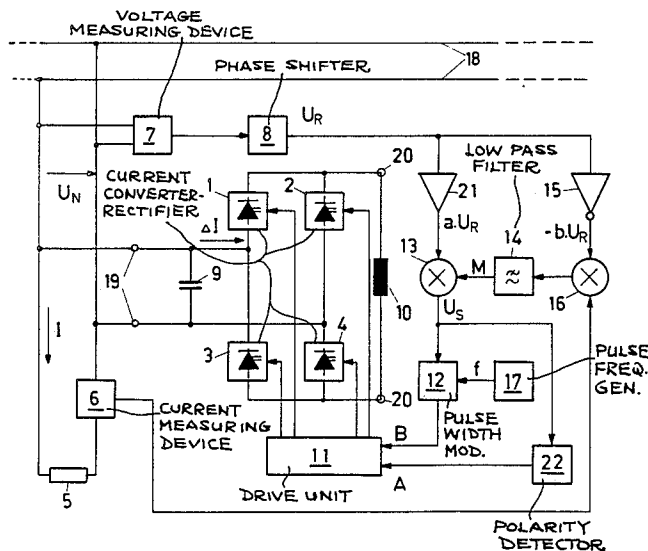 VOLTAGE
MEASURING DEVICE
18
PHASE SHIFTER
7
8
U_R
20
LOW PASS
FILTER
21
15
U_N
CURRENT
CONVERTER-
RECTIFIER
1
2
a.U_R
14
-b.U_R
ΔI
13
M
≈
16
19
9
10
U_S
I
3
4
12
f
17
PULSE
FREQ.
GEN.
6
CURRENT
MEASURING
DEVICE
20
B
PULSE
WIDTH
MOD.
11
A
22
5
DRIVE UNIT
POLARITY
DETECTOR